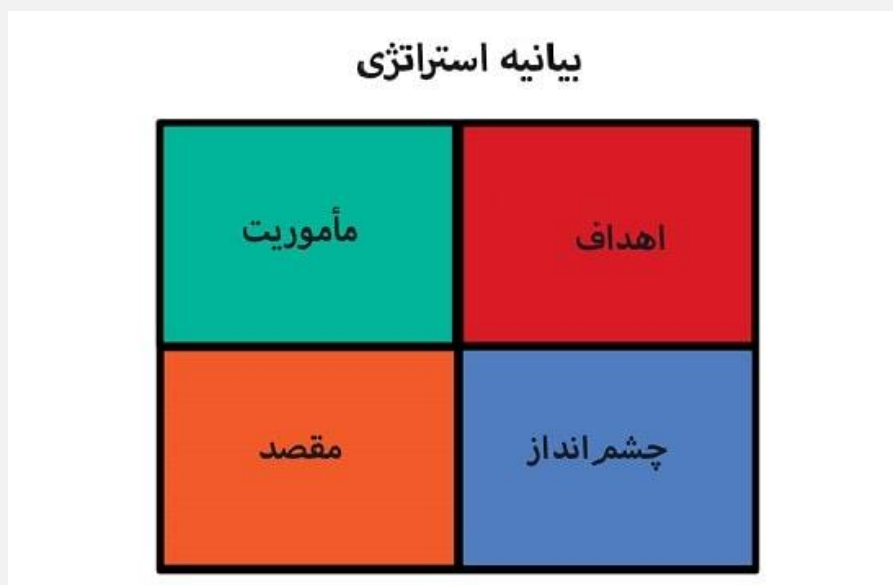 بیانیه استراتژی
اهداف
مأموریت
چشم‌انداز
مقصد